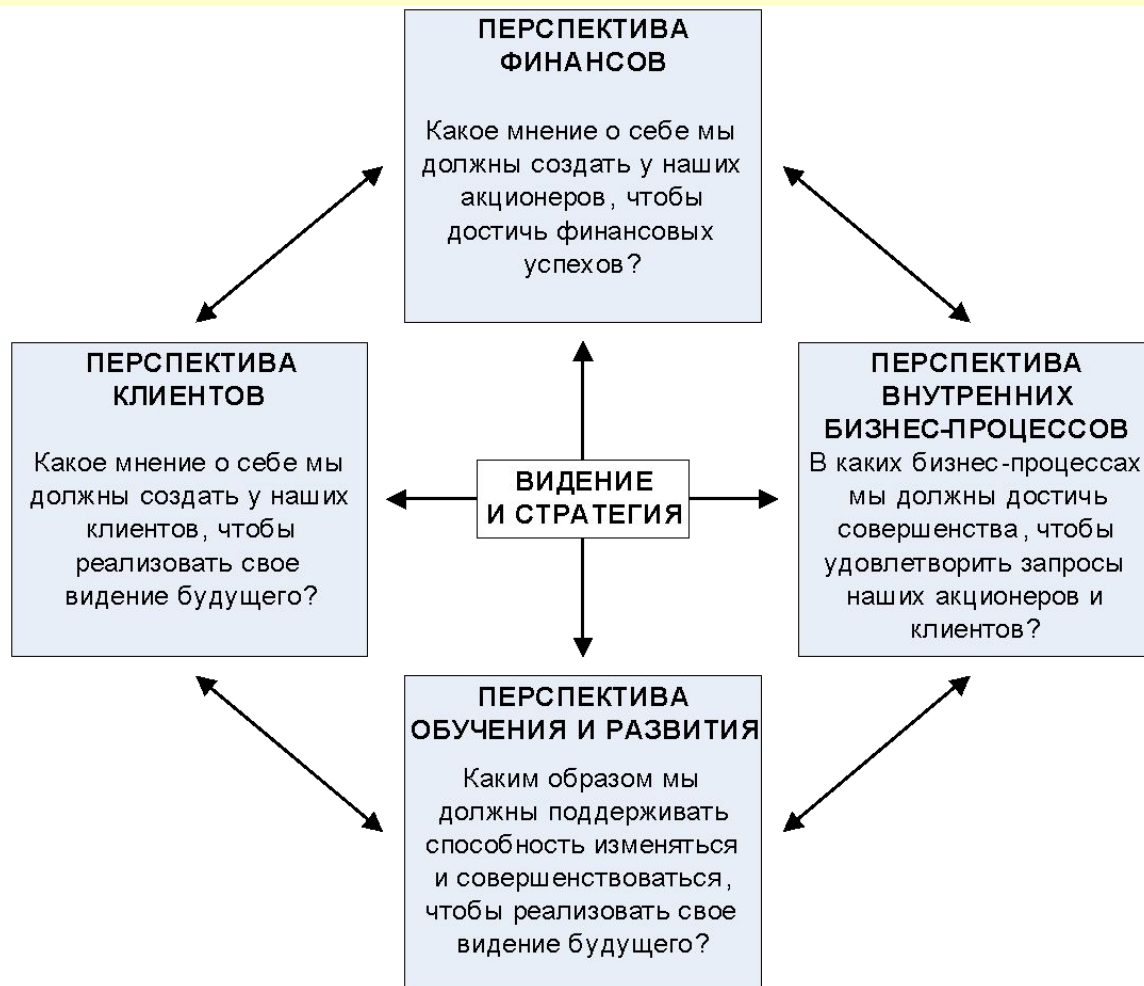 ПЕРСПЕКТИВА
ФИНАНСОВ
Какое мнение о себе мы
должны создать у наших
акционеров, чтобы
достичь финансовых
успехов?
ПЕРСПЕКТИВА
КЛИЕНТОВ
Какое мнение о себе мы
должны создать у наших
клиентов, чтобы
реализовать свое
видение будущего?
ВИДЕНИЕ
И СТРАТЕГИЯ
ПЕРСПЕКТИВА
ВНУТРЕННИХ
БИЗНЕС-ПРОЦЕССОВ
В каких бизнес-процессах
мы должны достичь
совершенства, чтобы
удовлетворить запросы
наших акционеров и
клиентов?
ПЕРСПЕКТИВА
ОБУЧЕНИЯ И РАЗВИТИЯ
Каким образом мы
должны поддерживать
способность изменяться
и совершенствоваться,
чтобы реализовать свое
видение будущего?